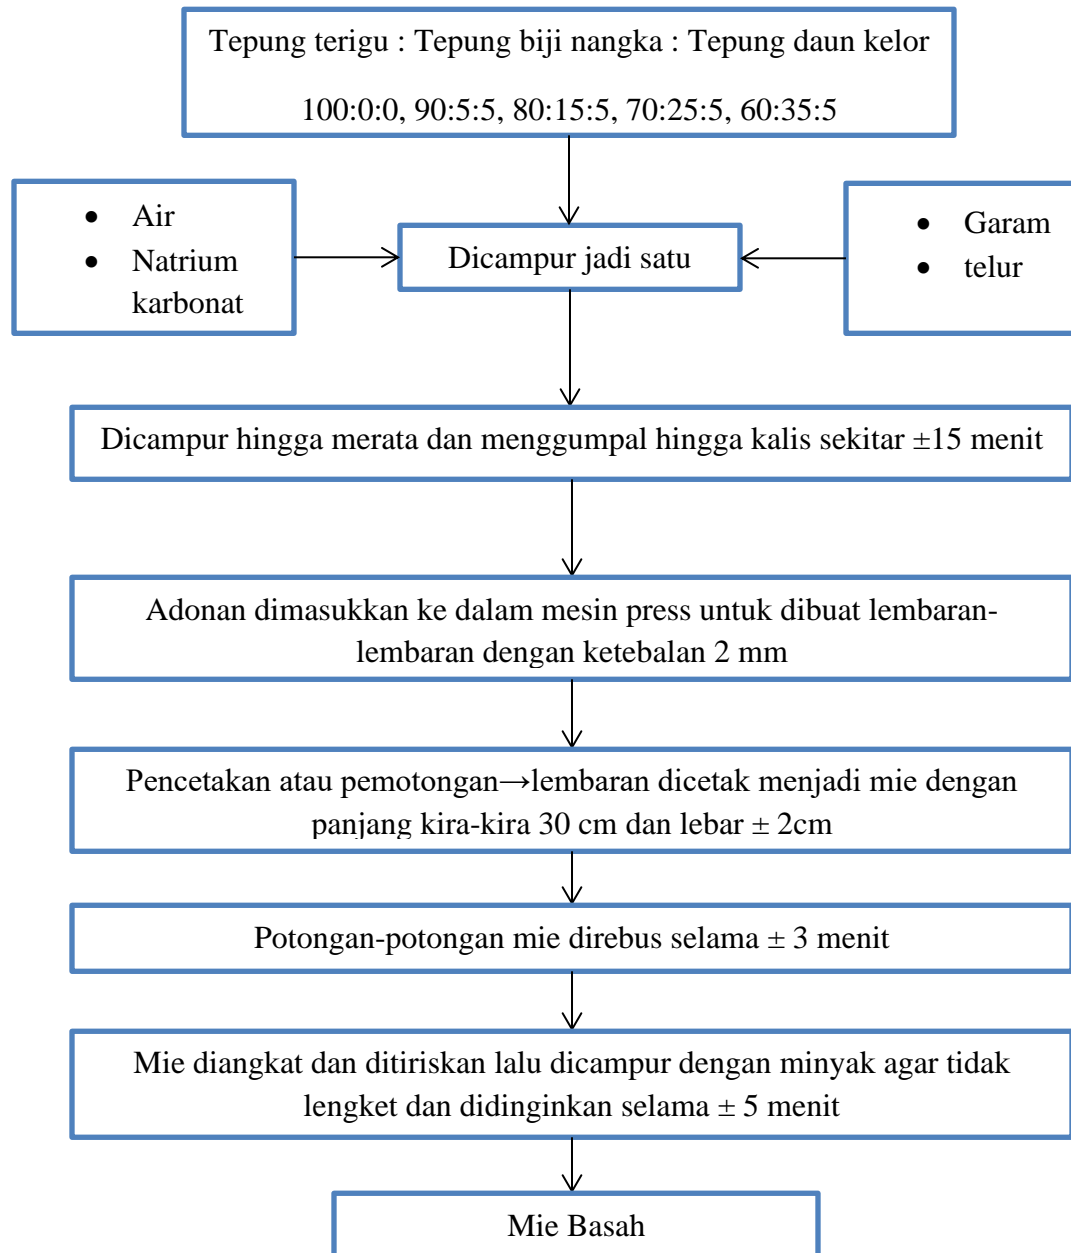 Tepung terigu : Tepung biji nangka : Tepung daun kelor
100:0:0, 90:5:5, 80:15:5, 70:25:5, 60:35:5
• Air
• Natrium
karbonat
Dicampur jadi satu
• Garam
• telur
Dicampur hingga merata dan menggumpal hingga kalis sekitar ±15 menit
Adonan dimasukkan ke dalam mesin press untuk dibuat lembaran-
lembaran dengan ketebalan 2 mm
Pencetakan atau pemotongan→lembaran dicetak menjadi mie dengan
panjang kira-kira 30 cm dan lebar ± 2cm
Potongan-potongan mie direbus selama ± 3 menit
Mie diangkat dan ditiriskan lalu dicampur dengan minyak agar tidak
lengket dan didinginkan selama ± 5 menit
Mie Basah